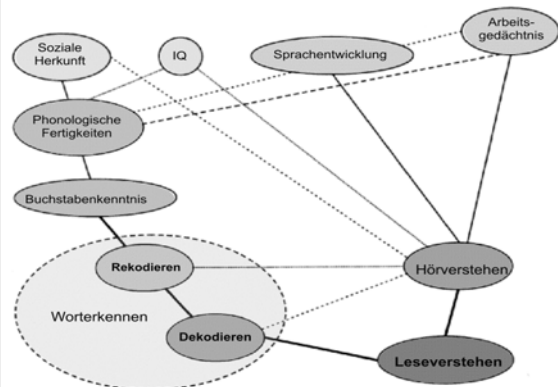 Soziale
Herkunft
IQ
Sprachentwicklung
Arbeits-
gedächtnis
Phonologische
Fertigkeiten
Buchstabenkenntnis
Rekodieren
Hörverstehen
Worterkennen
Dekodieren
Leseverstehen